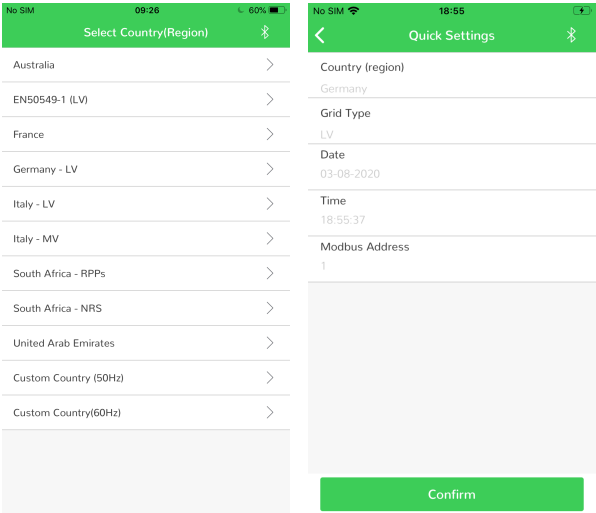 No SIM 09:26 60%
Select Country(Region)
Australia
EN50549-1 (LV)
France
Germany - LV
Italy - LV
Italy - MV
South Africa - RPPs
South Africa - NRS
United Arab Emirates
Custom Country (50Hz)
Custom Country(60Hz)
No SIM 18:55
Quick Settings
Country (region)
Germany
Grid Type
LV
Date
03-08-2020
Time
18:55:37
Modbus Address
1
Confirm